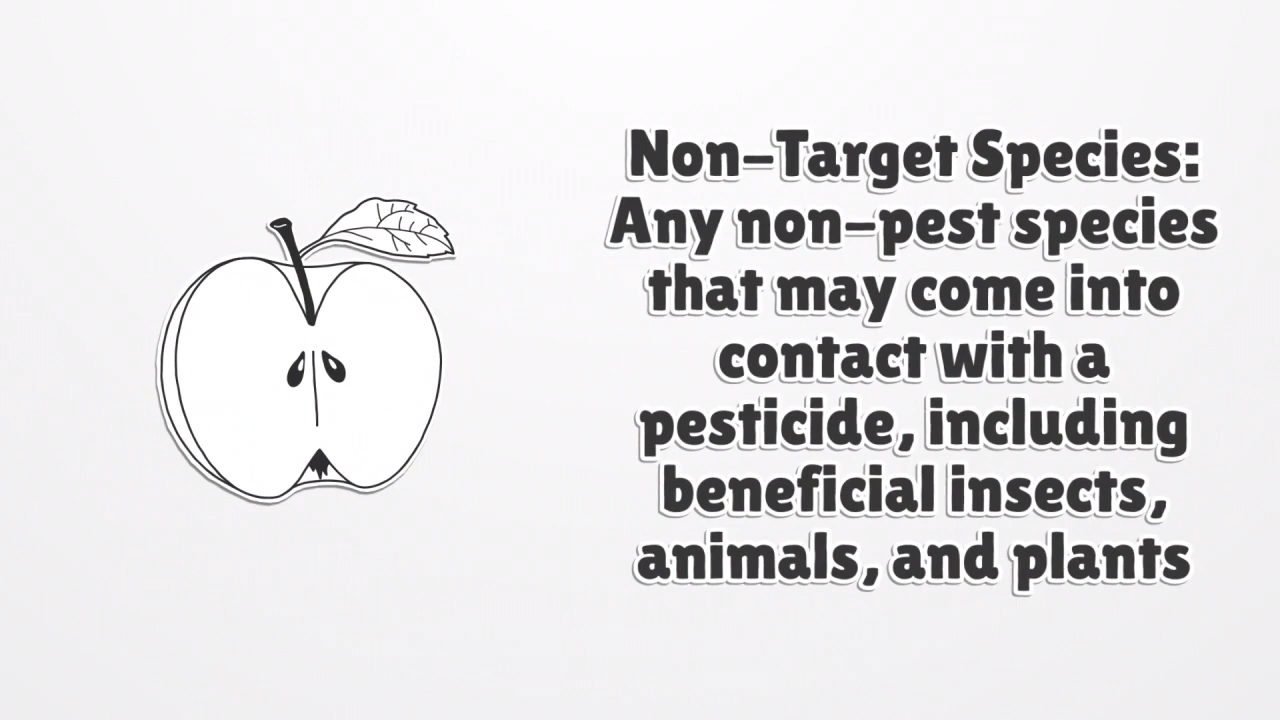 Non-Target Species:
Any non-pest species
that may come into
contact with a
pesticide, including
beneficial insects,
animals, and plants